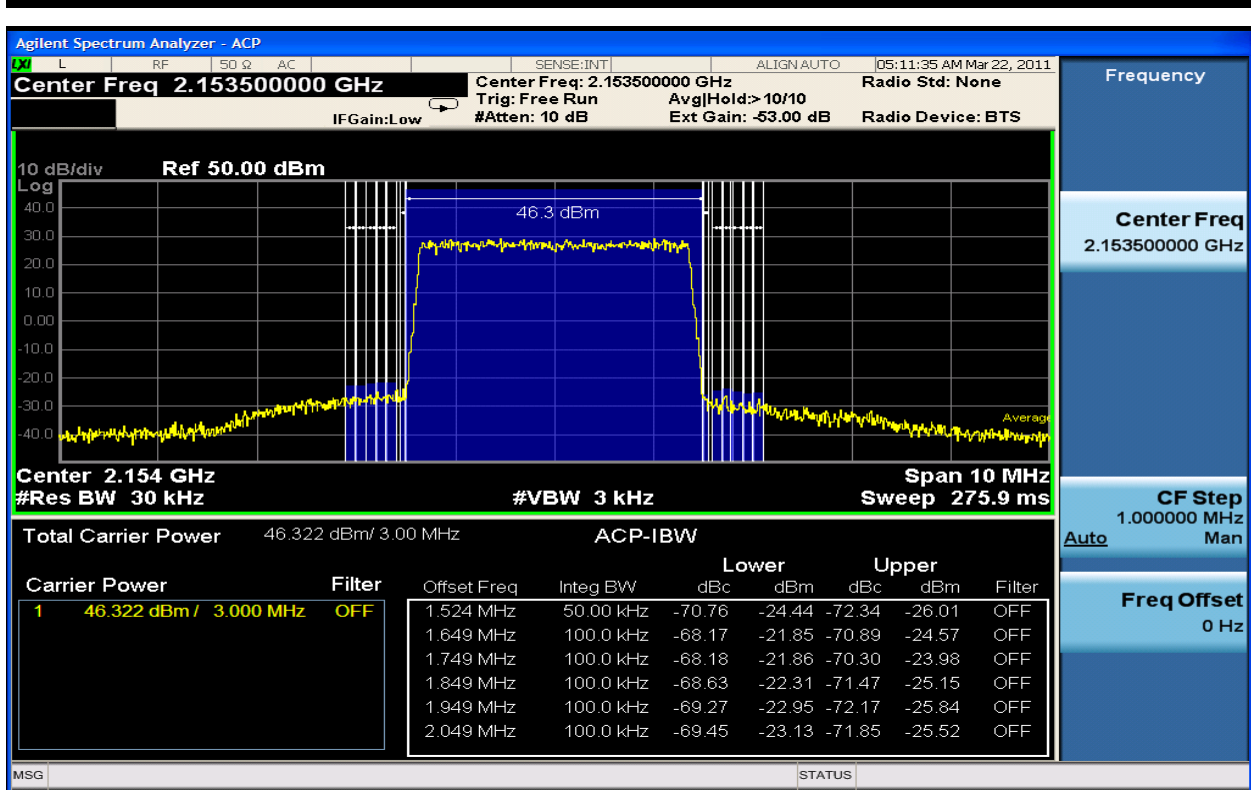 Agilent Spectrum Analyzer - ACP
LXI L RF 50 Ω AC SENSE:INT ALIGN AUTO 05:11:35 AM Mar 22, 2011
Center Freq 2.153500000 GHz
Center Freq: 2.153500000 GHz Radio Std: None
Trig: Free Run Avg|Hold:> 10/10
IFGain:Low #Atten: 10 dB Ext Gain: -53.00 dB Radio Device: BTS
10 dB/div Ref 50.00 dBm
Log
40.0
30.0
20.0
10.0
0.00
-10.0
-20.0
-30.0
-40.0
46.3 dBm
Average
Center 2.154 GHz Span 10 MHz
#Res BW 30 kHz #VBW 3 kHz Sweep 275.9 ms
Total Carrier Power 46.322 dBm/ 3.00 MHz ACP-IBW
Lower Upper
Carrier Power Filter Offset Freq Integ BW dBc dBm dBc dBm Filter
1 46.322 dBm / 3.000 MHz OFF 1.524 MHz 50.00 kHz -70.76 -24.44 -72.34 -26.01 OFF
1.649 MHz 100.0 kHz -68.17 -21.85 -70.89 -24.57 OFF
1.749 MHz 100.0 kHz -68.18 -21.86 -70.30 -23.98 OFF
1.849 MHz 100.0 kHz -68.63 -22.31 -71.47 -25.15 OFF
1.949 MHz 100.0 kHz -69.27 -22.95 -72.17 -25.84 OFF
2.049 MHz 100.0 kHz -69.45 -23.13 -71.85 -25.52 OFF
MSG STATUS
Frequency
Center Freq
2.153500000 GHz
CF Step
1.000000 MHz
Auto Man
Freq Offset
0 Hz